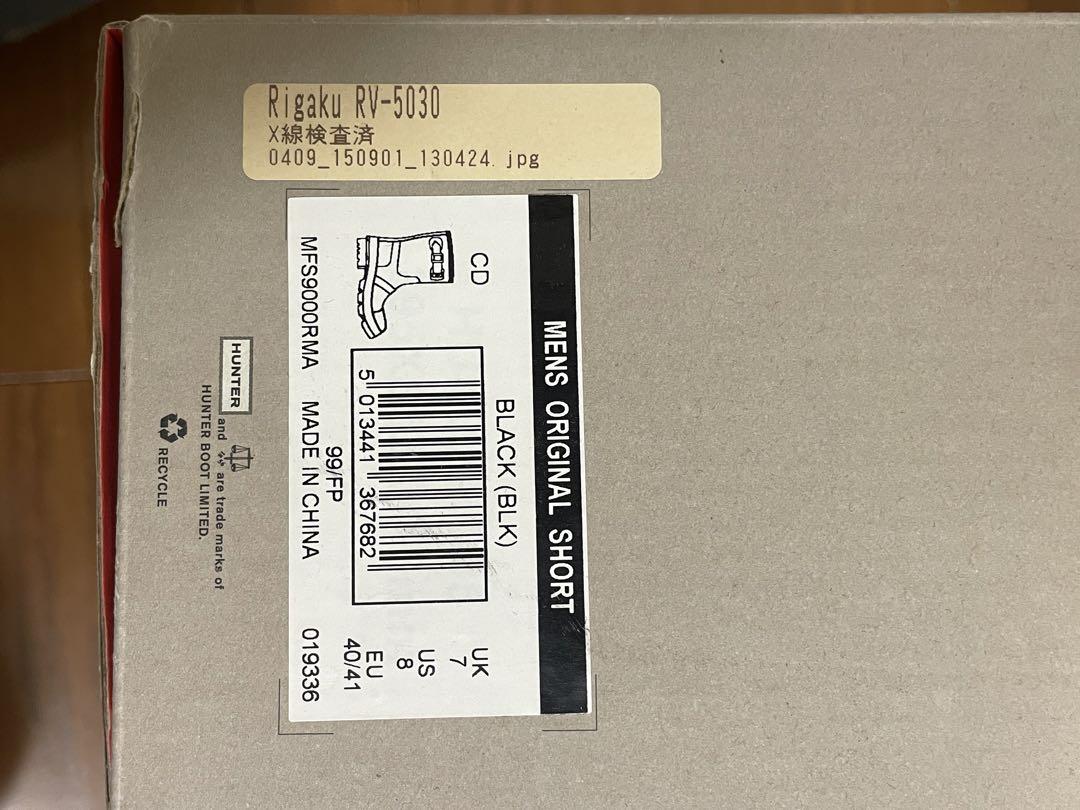 Rigaku RV-5030
X線検査済
0409_150901_130424.jpg
MENS ORIGINAL SHORT
BLACK (BLK)
CD
UK
7
US
8
EU
40/41
5 013441 367682
99/FP
MFS9000RMA MADE IN CHINA 019336
HUNTER and are trade marks of
HUNTER BOOT LIMITED.
RECYCLE